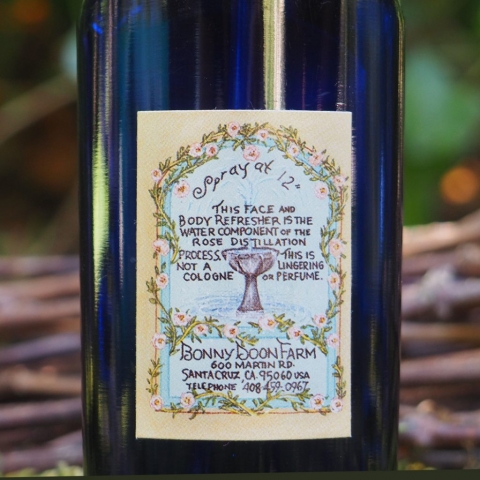 Spray at 12"
THIS FACE AND
BODY REFRESHER IS THE
WATER COMPONENT OF THE
ROSE DISTILLATION
PROCESS. THIS IS
NOT A LINGERING
COLOGNE OR PERFUME.
BONNY DOON FARM
600 MARTIN RD.
SANTA CRUZ, CA. 95060 USA
TELEPHONE 408-459-0967